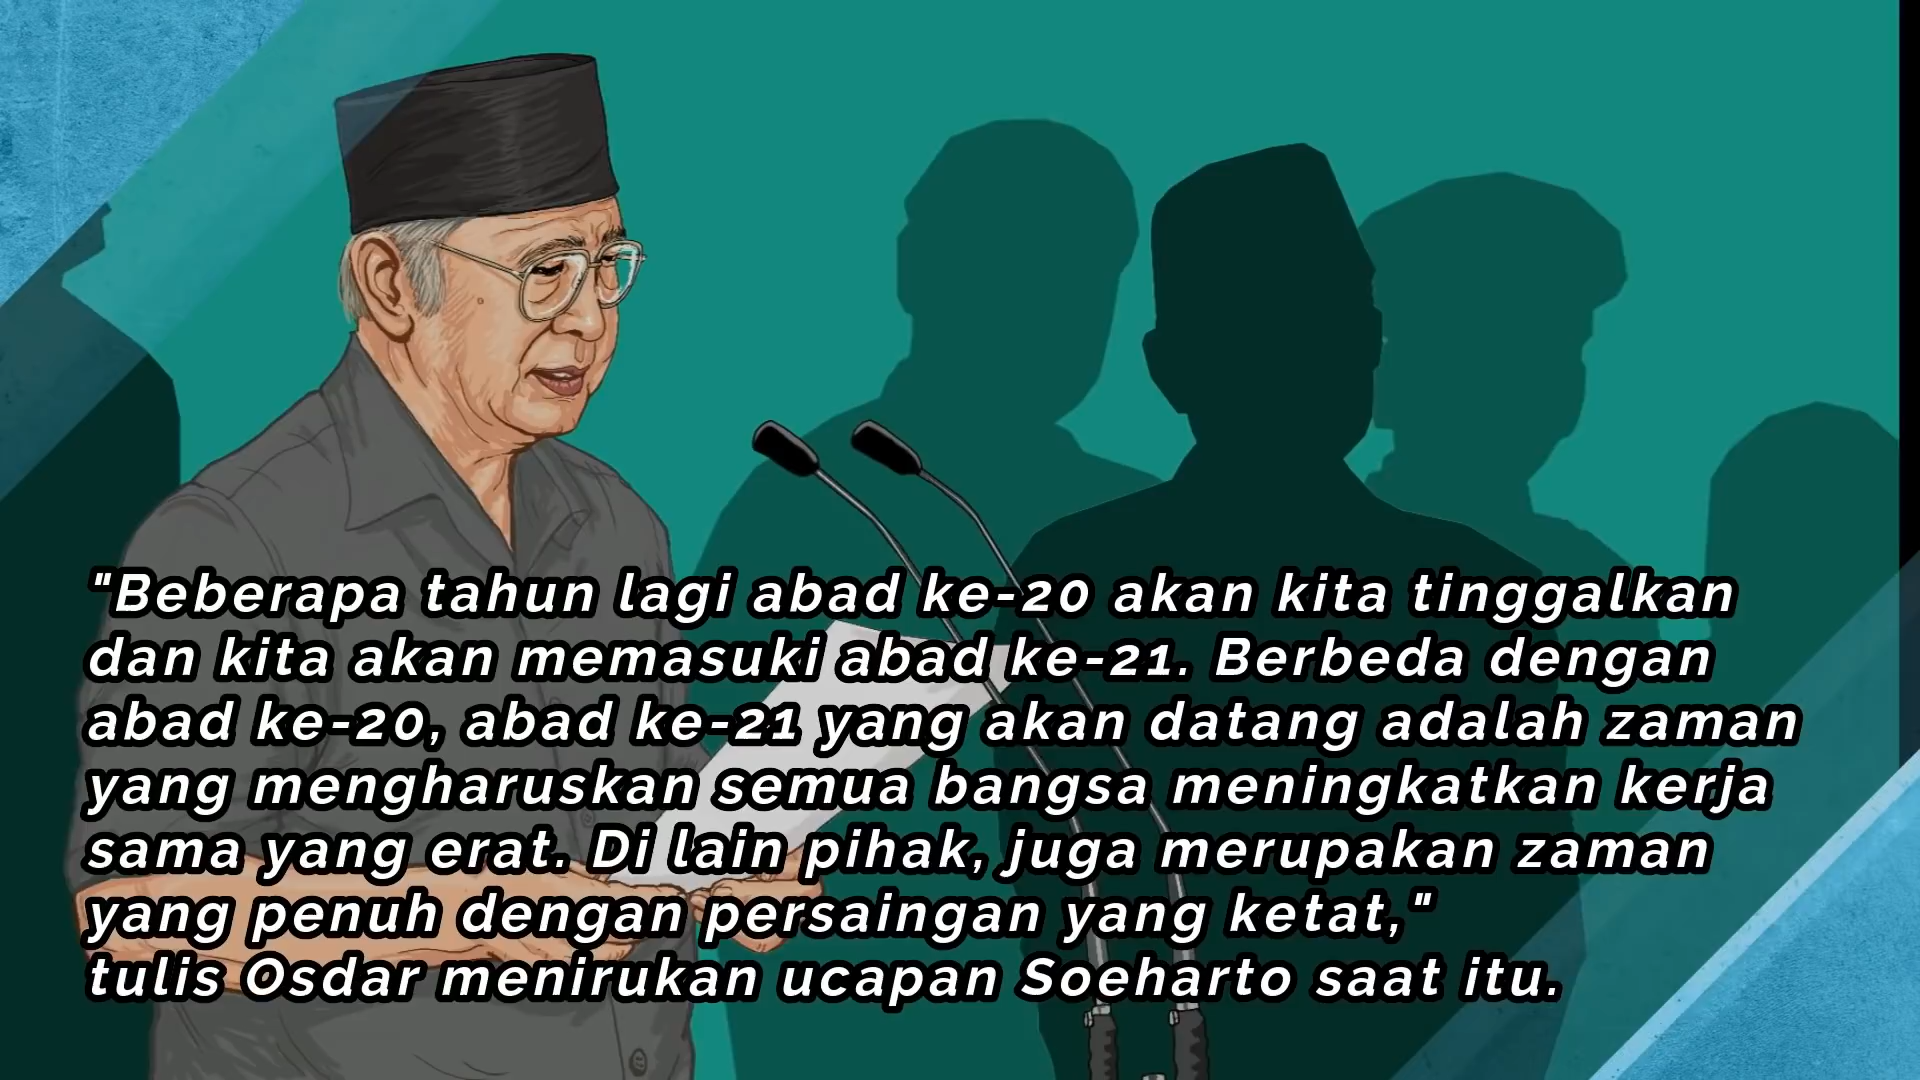 "Beberapa tahun lagi abad ke-20 akan kita tinggalkan
dan kita akan memasuki abad ke-21. Berbeda dengan
abad ke-20, abad ke-21 yang akan datang adalah zaman
yang mengharuskan semua bangsa meningkatkan kerja
sama yang erat. Di lain pihak, juga merupakan zaman
yang penuh dengan persaingan yang ketat,"
tulis Osdar menirukan ucapan Soeharto saat itu.